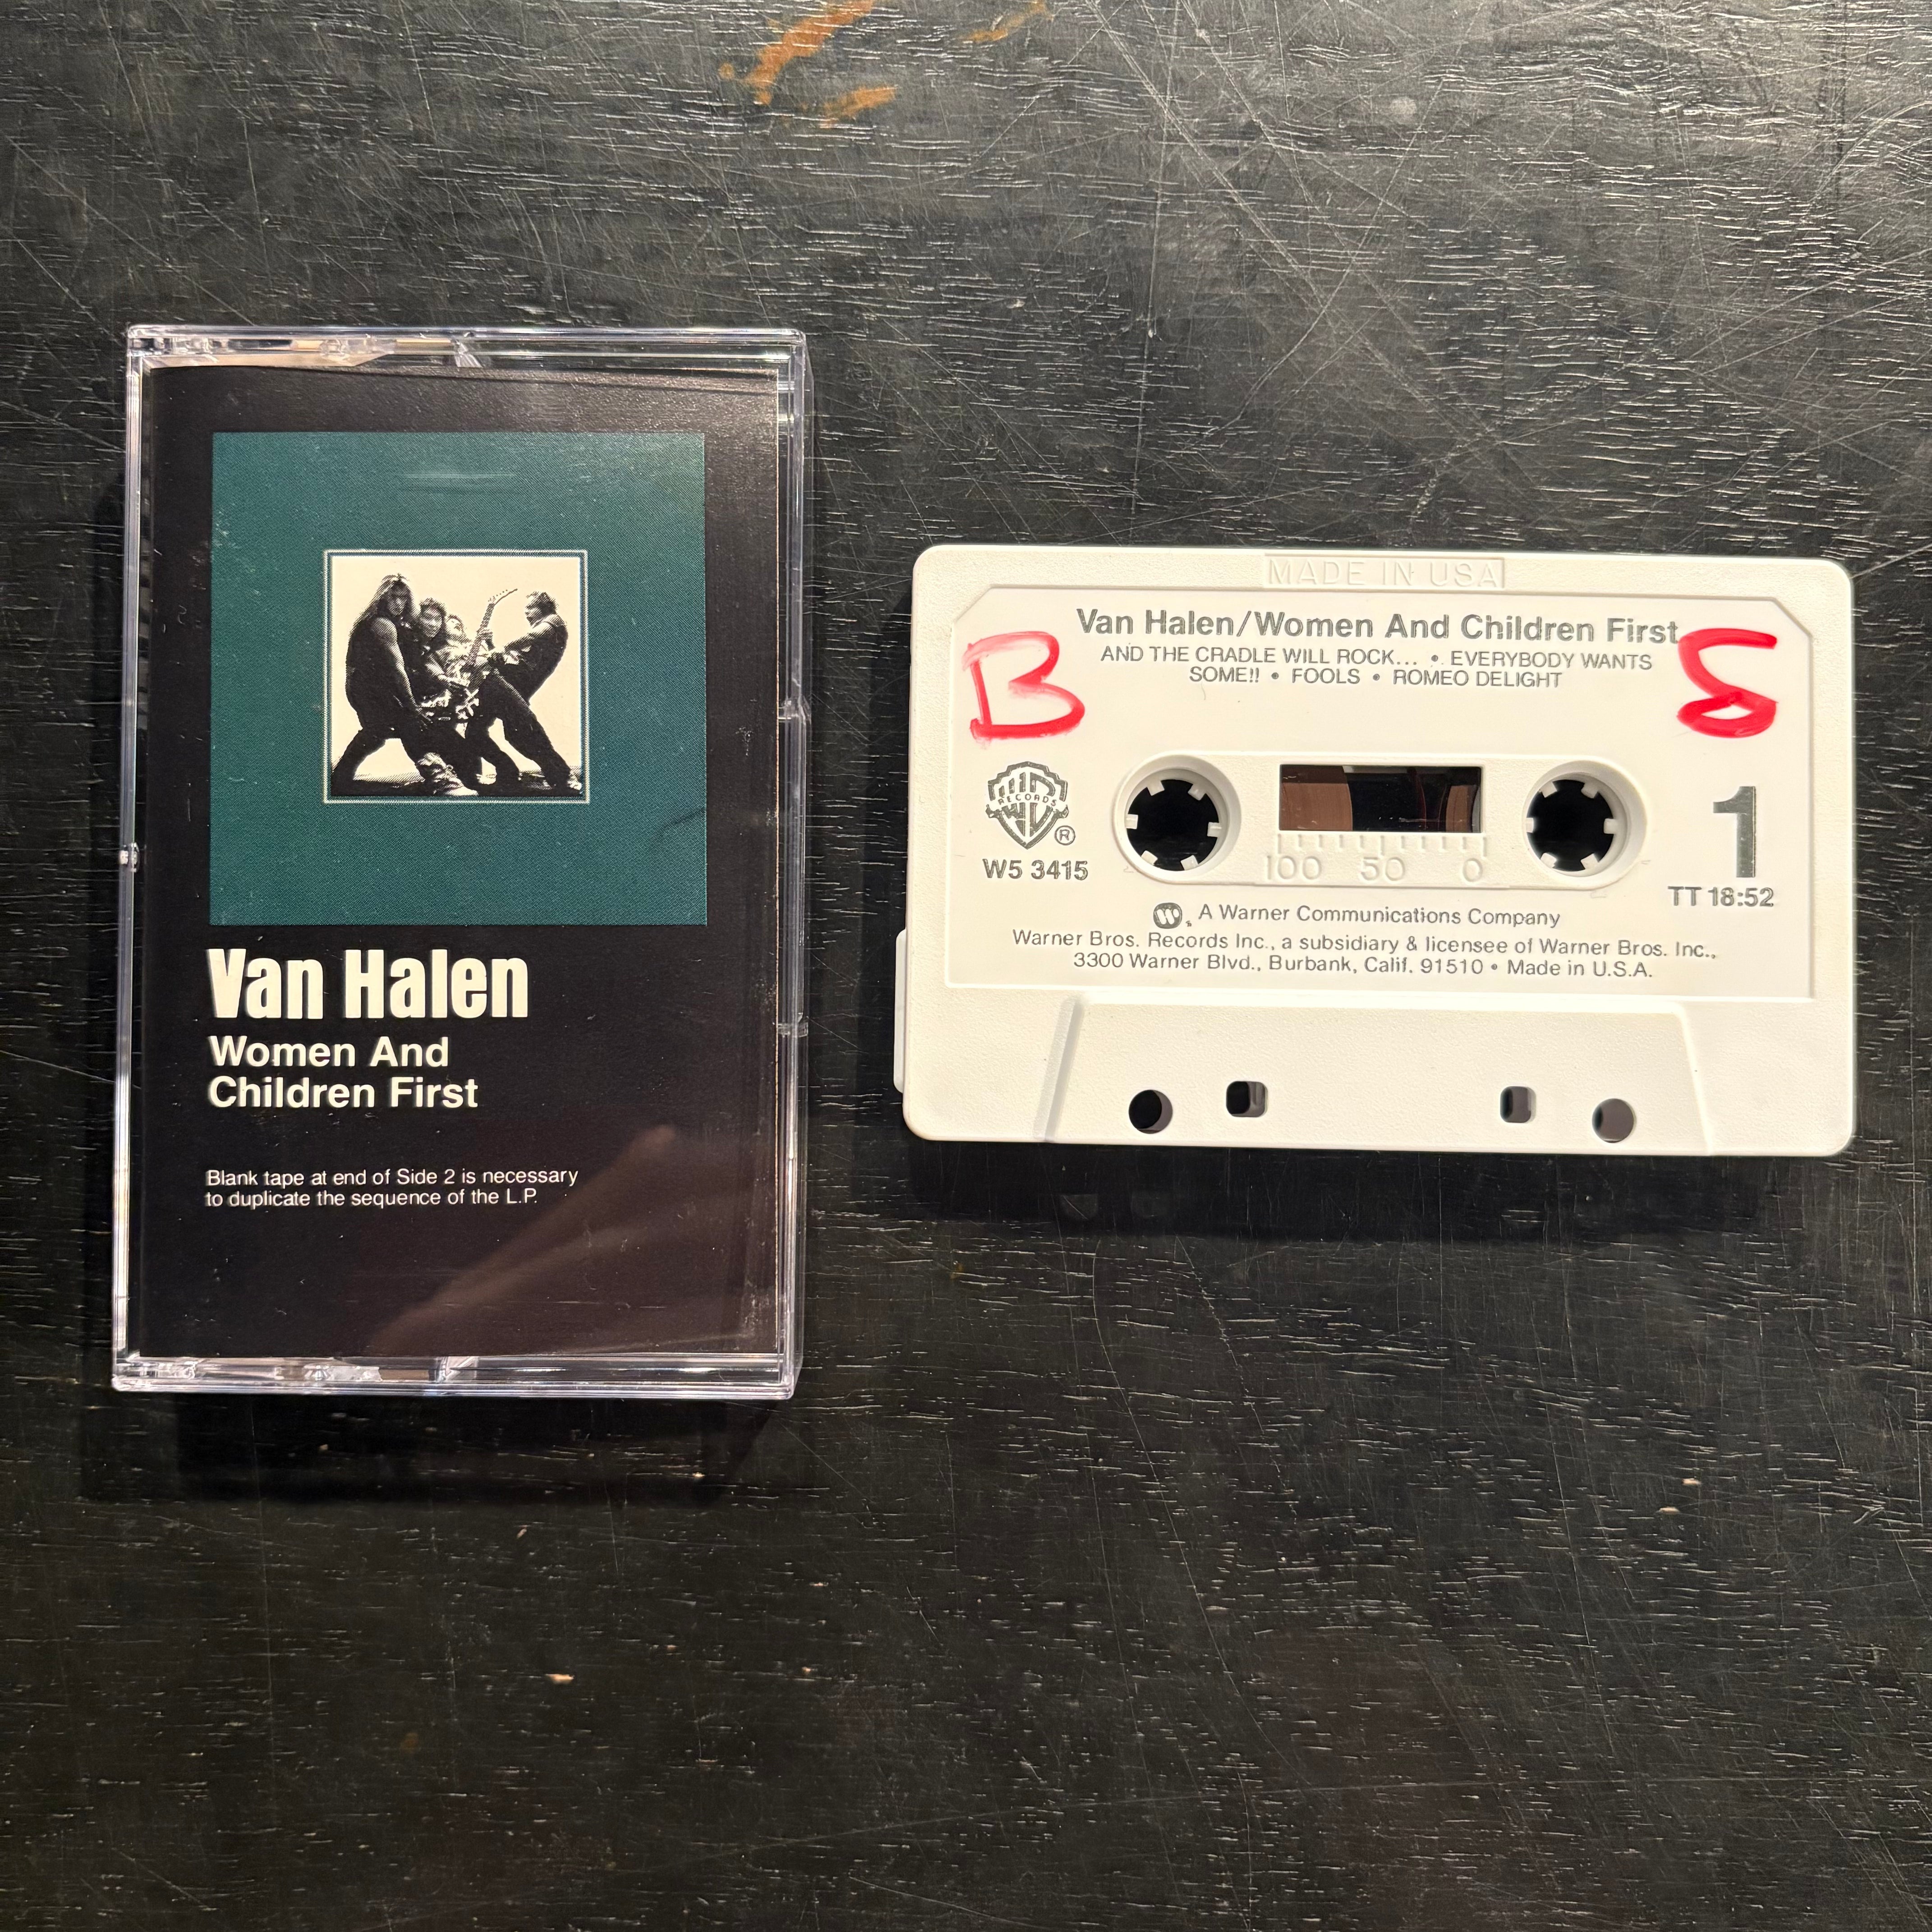 Van Halen
Women And
Children First
Blank tape at end of Side 2 is necessary
to duplicate the sequence of the L.P.
MADE IN USA
Van Halen/Women And Children First
AND THE CRADLE WILL ROCK... • EVERYBODY WANTS
SOME!! • FOOLS • ROMEO DELIGHT
B S
RECORDS
®
W5 3415
100 50 0
1
TT 18:52
A Warner Communications Company
Warner Bros. Records Inc., a subsidiary & licensee of Warner Bros. Inc.,
3300 Warner Blvd., Burbank, Calif. 91510 • Made in U.S.A.